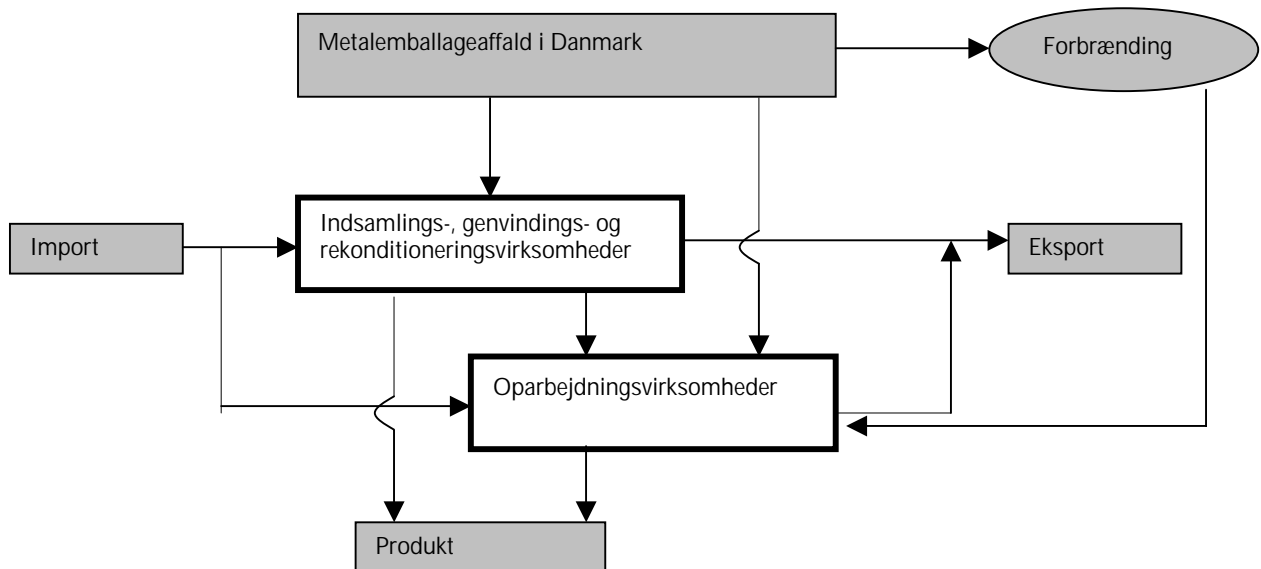 Metalemballageaffald i Danmark
Forbrænding
Indsamlings-, genvindings- og
rekonditioneringsvirksomheder
Import
Eksport
Oparbejdningsvirksomheder
Produkt